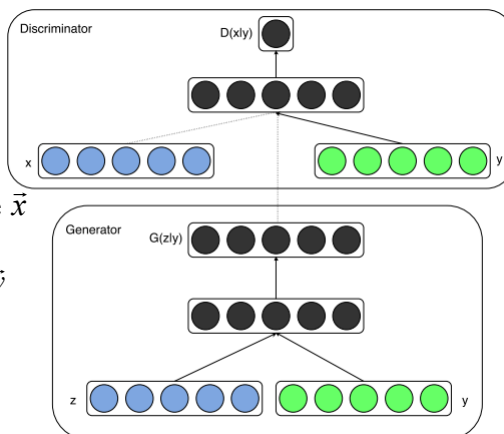 Discriminator
D(x|y)
x
y
x⃗
Generator
G(z|y)
z
y